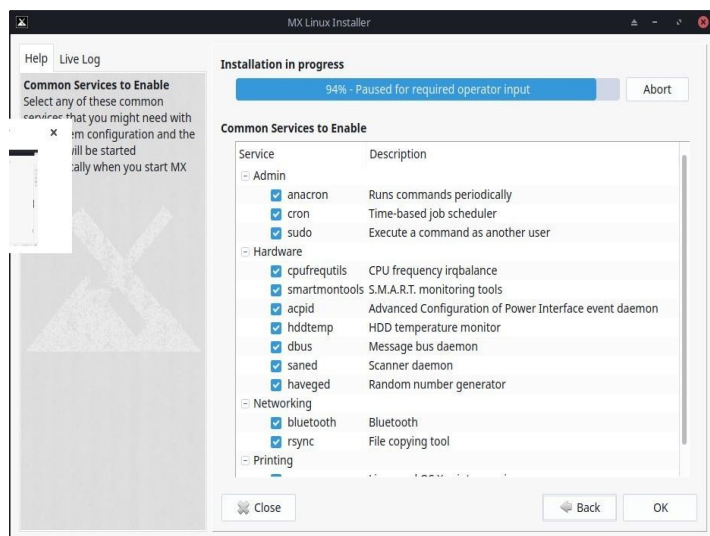 MX Linux Installer
Help Live Log
Common Services to Enable
Select any of these common
services that you might need with
em configuration and the
ill be started
cally when you start MX
x
Installation in progress
94% - Paused for required operator input
Abort
Common Services to Enable
Service Description
Admin
anacron Runs commands periodically
cron Time-based job scheduler
sudo Execute a command as another user
Hardware
cpufrequtils CPU frequency irqbalance
smartmontools S.M.A.R.T. monitoring tools
acpid Advanced Configuration of Power Interface event daemon
hddtemp HDD temperature monitor
dbus Message bus daemon
saned Scanner daemon
haveged Random number generator
Networking
bluetooth Bluetooth
rsync File copying tool
Printing
Close
Back
OK